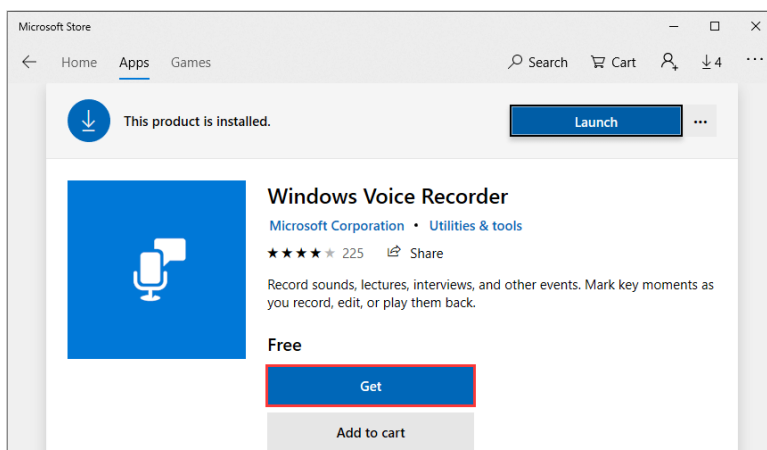 Microsoft Store
Home Apps Games Search Cart 4
This product is installed. Launch
Windows Voice Recorder
Microsoft Corporation • Utilities & tools
225 Share
Record sounds, lectures, interviews, and other events. Mark key moments as
you record, edit, or play them back.
Free
Get
Add to cart